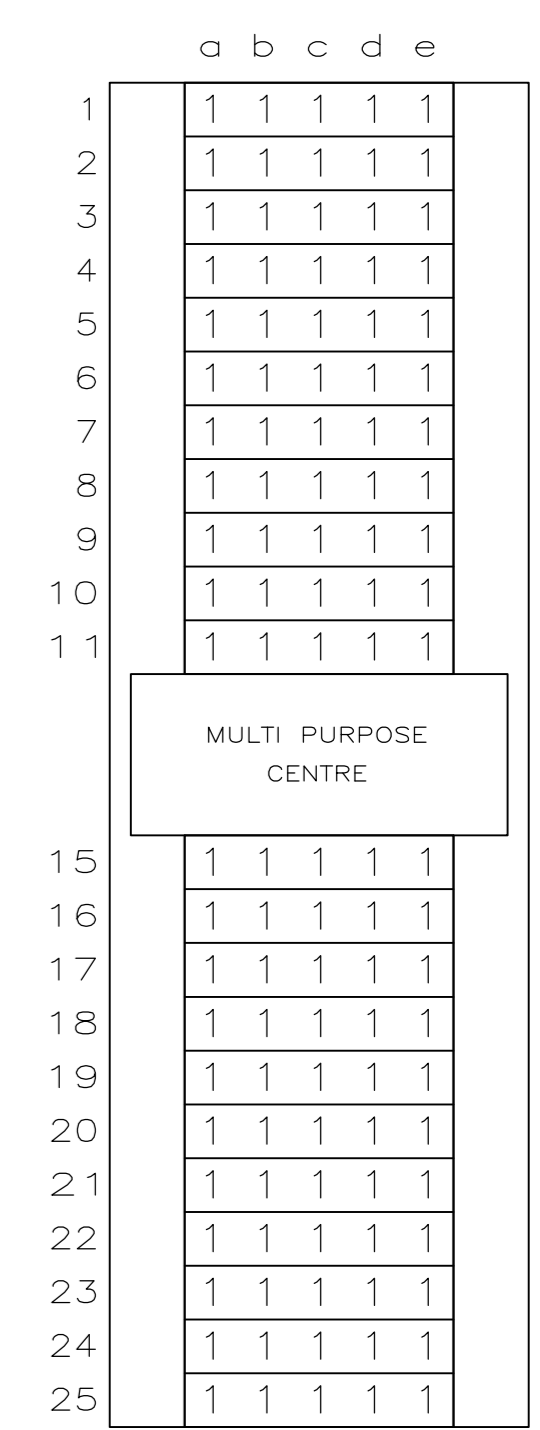 a b c d e
1 1 1 1 1 1
2 1 1 1 1 1
3 1 1 1 1 1
4 1 1 1 1 1
5 1 1 1 1 1
6 1 1 1 1 1
7 1 1 1 1 1
8 1 1 1 1 1
9 1 1 1 1 1
10 1 1 1 1 1
11 1 1 1 1 1
MULTI PURPOSE
CENTRE
15 1 1 1 1 1
16 1 1 1 1 1
17 1 1 1 1 1
18 1 1 1 1 1
19 1 1 1 1 1
20 1 1 1 1 1
21 1 1 1 1 1
22 1 1 1 1 1
23 1 1 1 1 1
24 1 1 1 1 1
25 1 1 1 1 1